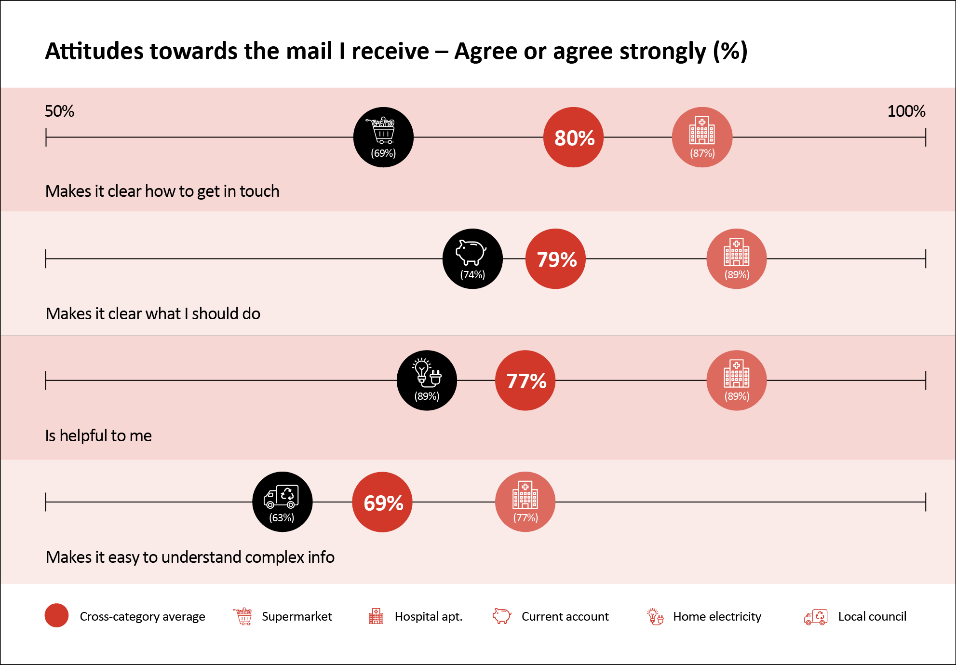 Attitudes towards the mail I receive – Agree or agree strongly (%)
50%
100%
(69%)
80%
(87%)
Makes it clear how to get in touch
(74%)
79%
(89%)
Makes it clear what I should do
(89%)
77%
(89%)
Is helpful to me
(63%)
69%
(77%)
Makes it easy to understand complex info
Cross-category average
Supermarket
Hospital apt.
Current account
Home electricity
Local council